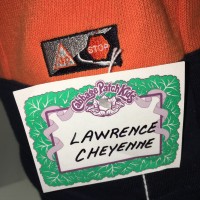 STOP
Cabbage Patch Kids
LAWRENCE
CHEYENNE